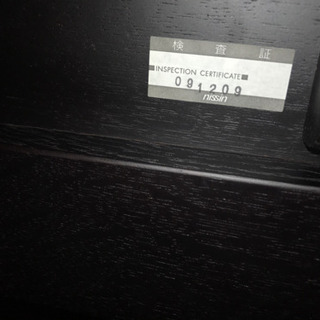 検査証
INSPECTION CERTIFICATE
091209
nissin